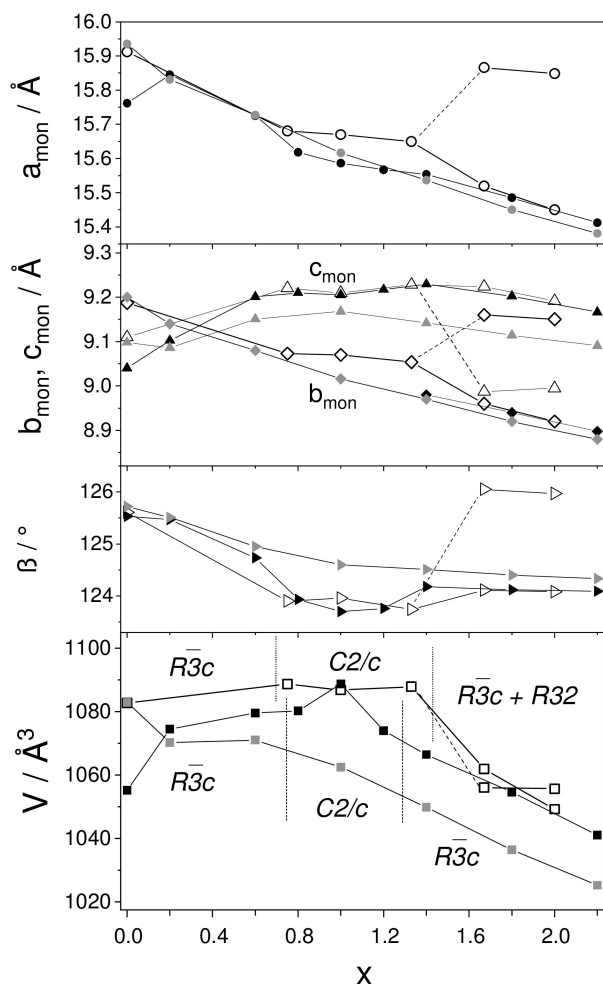 16.0
15.9
15.8
15.7
15.6
15.5
15.4
a_mon / Å
9.3
9.2
9.1
9.0
8.9
b_mon, c_mon / Å
c_mon
b_mon
126
125
124
ß / °
1100
1080
1060
1040
1020
V / Å³
R3̅c
C2/c
R3̅c + R32
R3̅c
C2/c
R3̅c
0.0 0.4 0.8 1.2 1.6 2.0
x